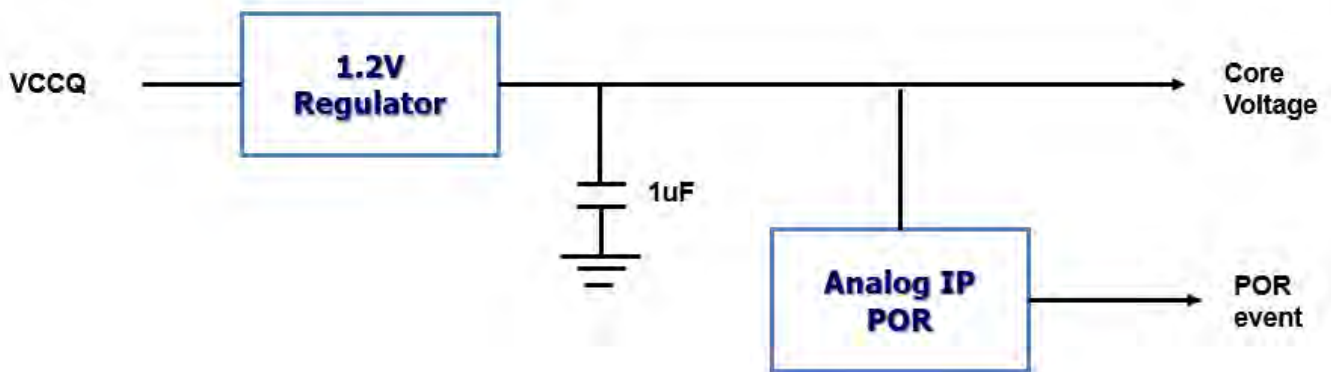 VCCQ
1.2V
Regulator
Core
Voltage
1uF
Analog IP
POR
POR
event